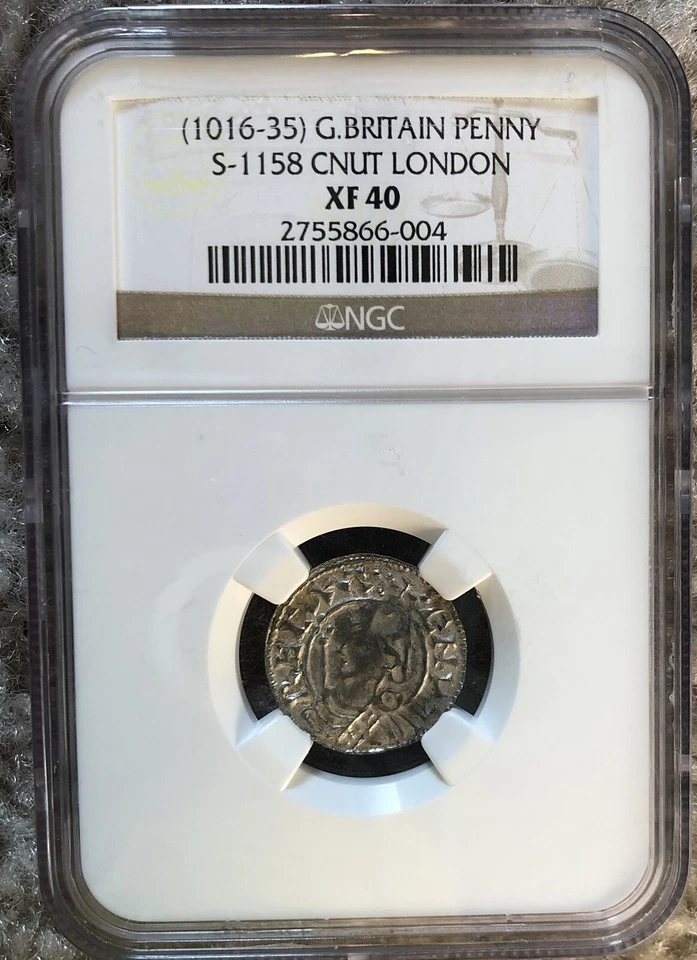 (1016-35) G.BRITAIN PENNY
S-1158 CNUT LONDON
XF 40
2755866-004
NGC